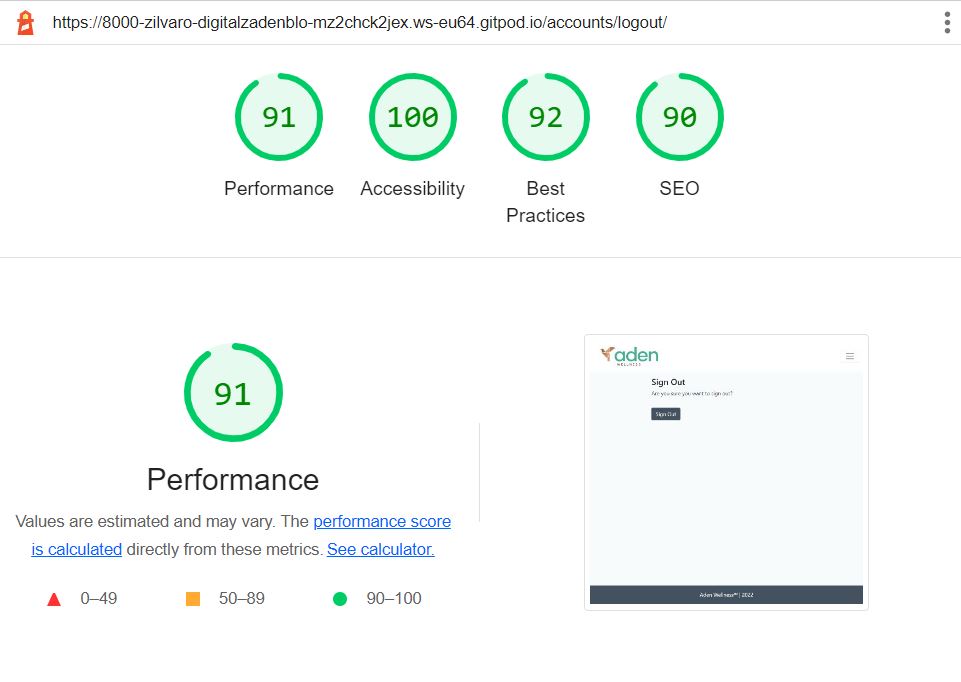 https://8000-zilvaro-digitalzadenblo-mz2chck2jex.ws-eu64.gitpod.io/accounts/logout/
91
100
92
90
Performance
Accessibility
Best
Practices
SEO
91
Performance
Values are estimated and may vary. The performance score
is calculated directly from these metrics. See calculator.
0–49
50–89
90–100
aden
WELLNESS
Sign Out
Are you sure you want to sign out?
Sign Out
Aden Wellness™ | 2022